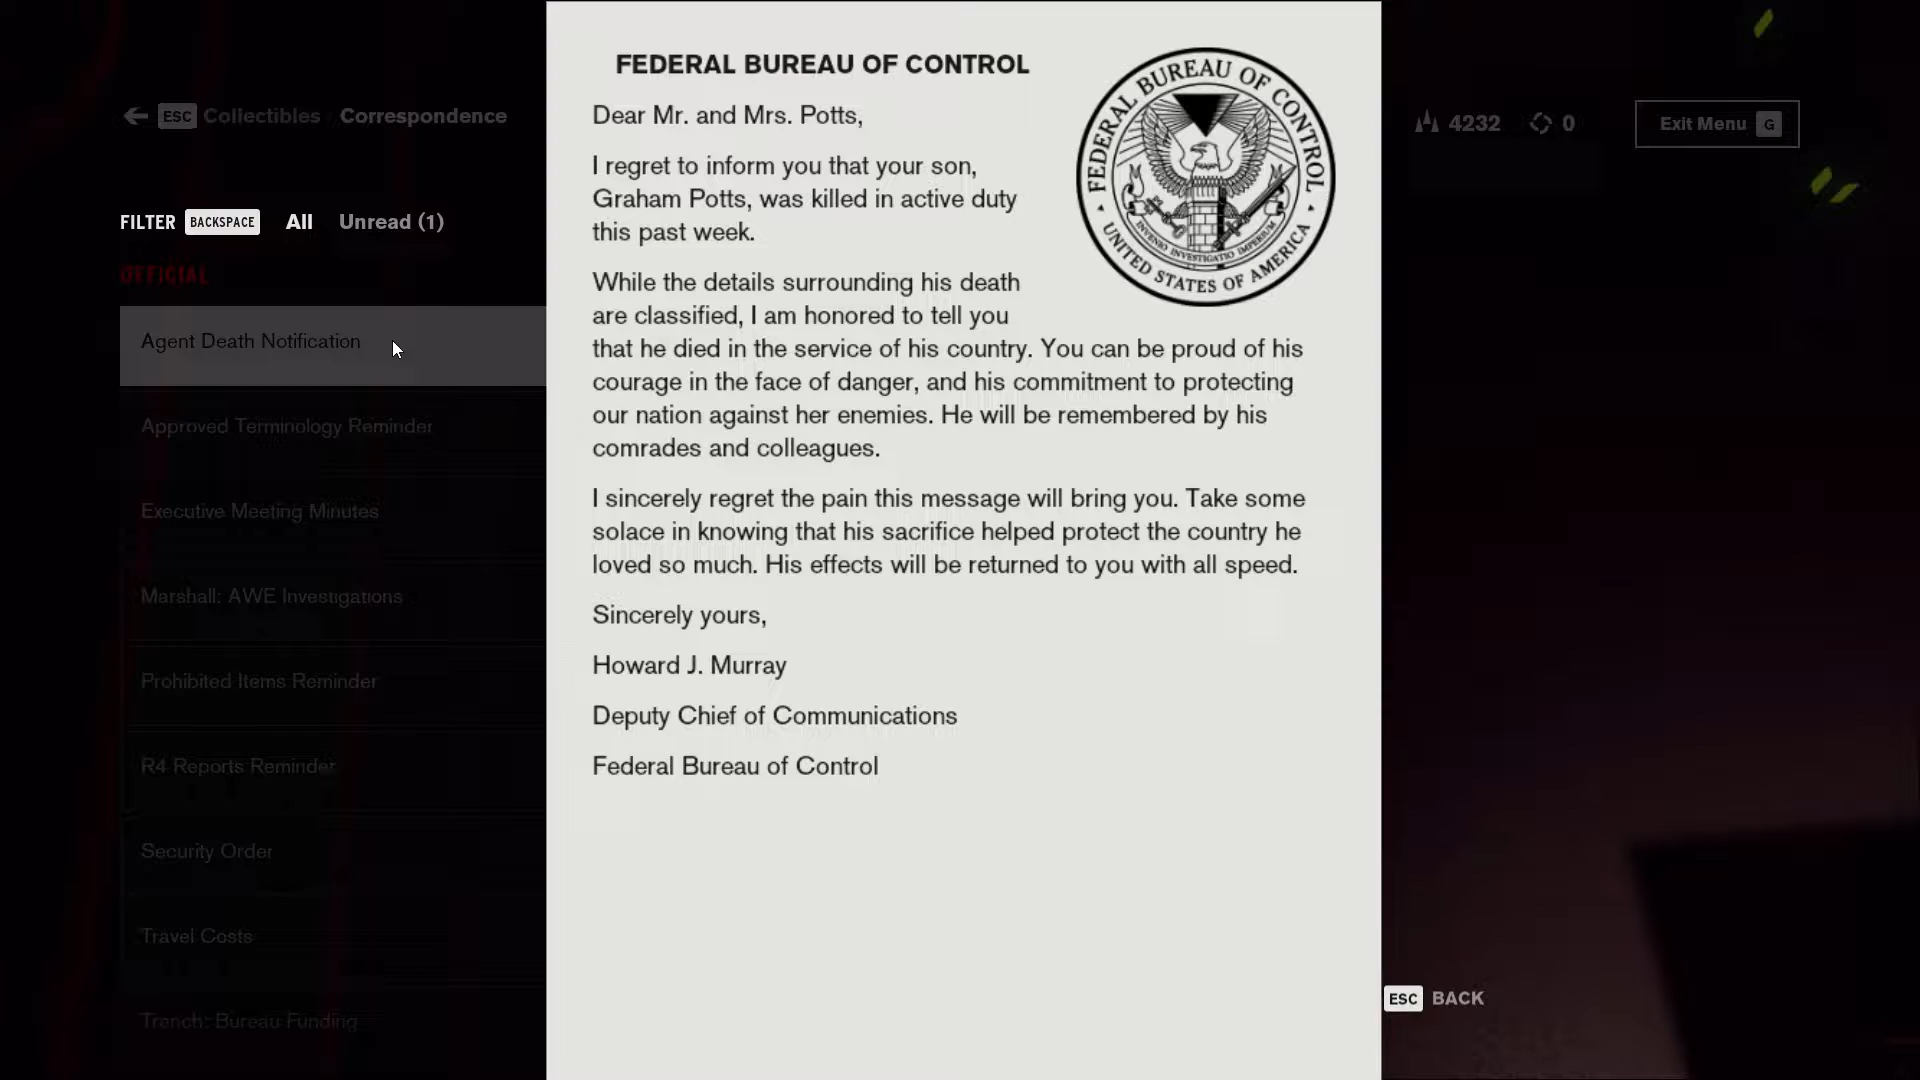 FEDERAL BUREAU OF CONTROL
FEDERAL BUREAU OF CONTROL
INVENIO INVESTIGATIO IMPERIUM
UNITED STATES OF AMERICA
Dear Mr. and Mrs. Potts,
I regret to inform you that your son,
Graham Potts, was killed in active duty
this past week.
While the details surrounding his death
are classified, I am honored to tell you
that he died in the service of his country. You can be proud of his
courage in the face of danger, and his commitment to protecting
our nation against her enemies. He will be remembered by his
comrades and colleagues.
I sincerely regret the pain this message will bring you. Take some
solace in knowing that his sacrifice helped protect the country he
loved so much. His effects will be returned to you with all speed.
Sincerely yours,
Howard J. Murray
Deputy Chief of Communications
Federal Bureau of Control
ESC Collectibles Correspondence
4232 0 Exit Menu G
FILTER BACKSPACE All Unread (1)
OFFICIAL
Agent Death Notification
Approved Terminology Reminder
Executive Meeting Minutes
Marshall: AWE Investigations
Prohibited Items Reminder
R4 Reports Reminder
Security Order
Travel Costs
Trench: Bureau Funding
ESC BACK